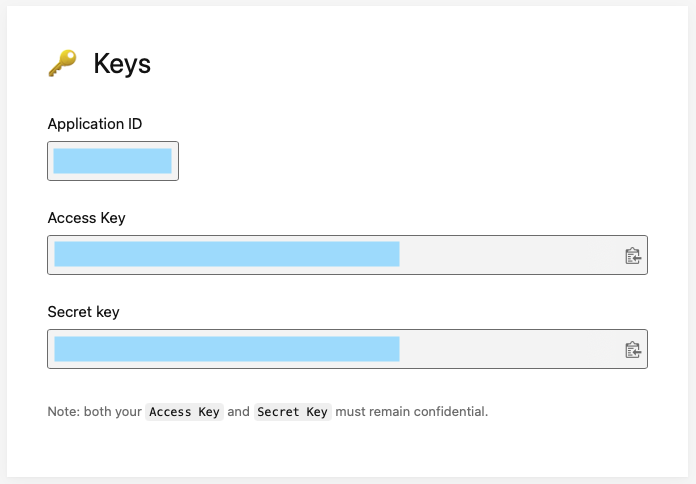 Keys
Application ID
Access Key
Secret key
Note: both your Access Key and Secret Key must remain confidential.